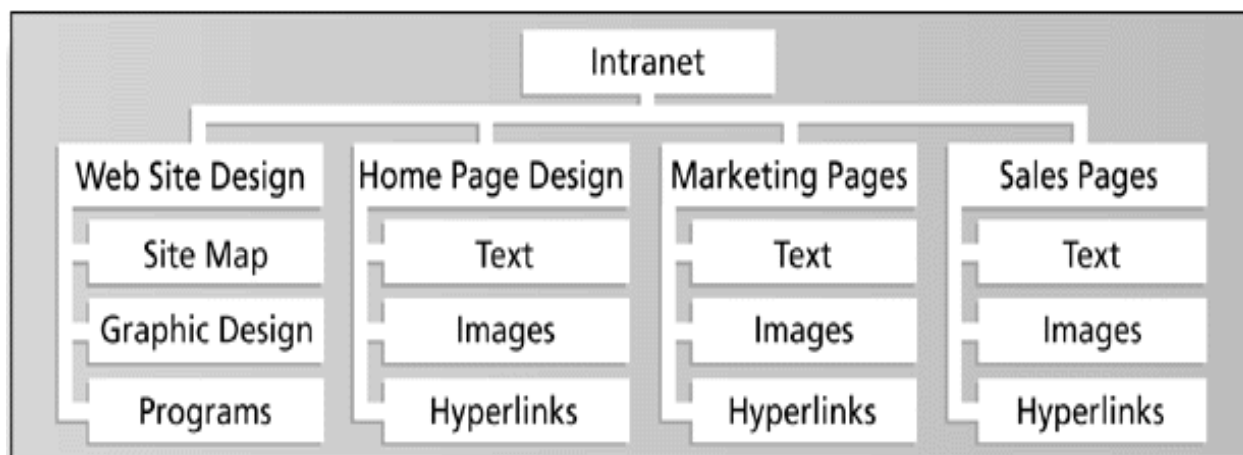 Intranet
Web Site Design
Home Page Design
Marketing Pages
Sales Pages
Site Map
Text
Text
Text
Graphic Design
Images
Images
Images
Programs
Hyperlinks
Hyperlinks
Hyperlinks